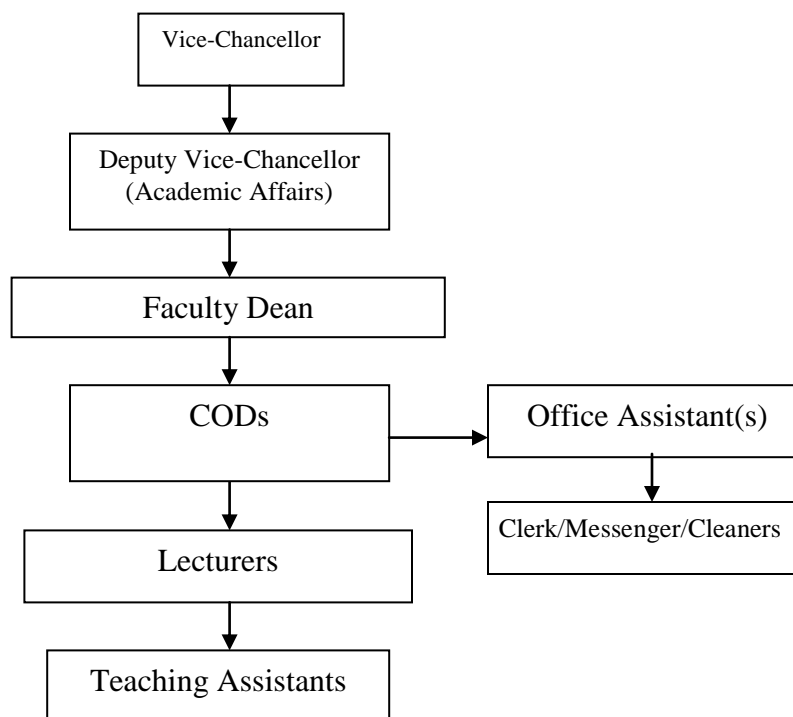 Vice-Chancellor
Deputy Vice-Chancellor
(Academic Affairs)
Faculty Dean
CODs
Office Assistant(s)
Clerk/Messenger/Cleaners
Lecturers
Teaching Assistants